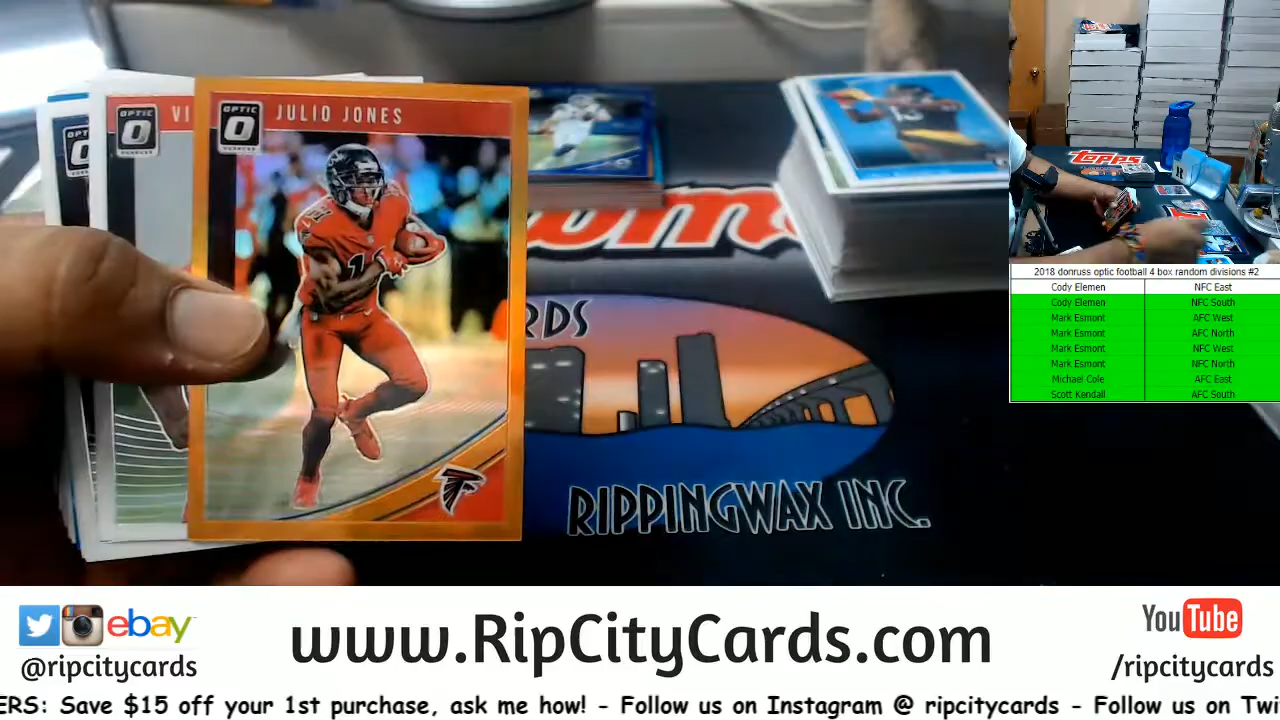 OPTIC
JULIO JONES
OPTIC
VI
OPT
RDS
RIPPINGWAX INC.
topps
2018 donruss optic football 4 box random divisions #2
Cody Elemen NFC East
Cody Elemen NFC South
Mark Esmont AFC West
Mark Esmont AFC North
Mark Esmont NFC West
Mark Esmont NFC North
Michael Cole AFC East
Scott Kendall AFC South
ebay
@ripcitycards
www.RipCityCards.com
YouTube
/ripcitycards
ERS: Save $15 off your 1st purchase, ask me how! - Follow us on Instagram @ ripcitycards - Follow us on Twi